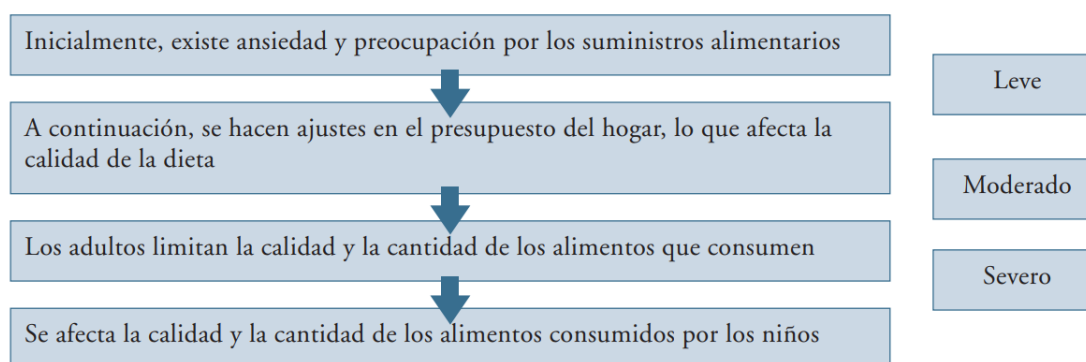 Inicialmente, existe ansiedad y preocupación por los suministros alimentarios
A continuación, se hacen ajustes en el presupuesto del hogar, lo que afecta la
calidad de la dieta
Los adultos limitan la calidad y la cantidad de los alimentos que consumen
Se afecta la calidad y la cantidad de los alimentos consumidos por los niños
Leve
Moderado
Severo